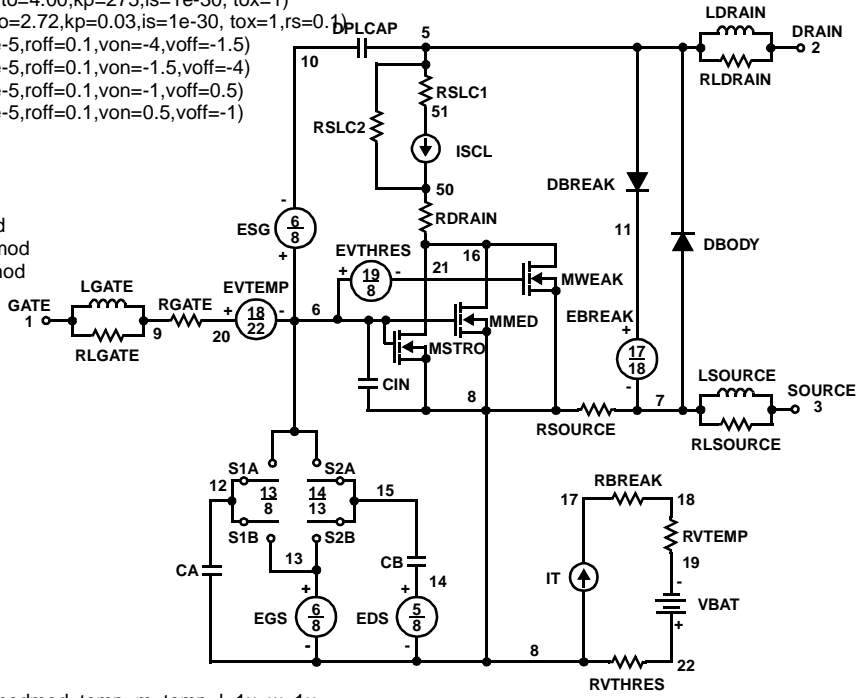 to=4.00,kp=275,is=1e-30, tox=1)
o=2.72,kp=0.03,is=1e-30, tox=1,rs=0.1)
e-5,roff=0.1,von=-4,voff=-1.5)
e-5,roff=0.1,von=-1.5,voff=-4)
e-5,roff=0.1,von=-1,voff=0.5)
e-5,roff=0.1,von=0.5,voff=-1)
DPLCAP
5
10
LDRAIN
DRAIN
2
RLDRAIN
RSLC1
51
RSLC2
ISCL
50
DBREAK
RDRAIN
11
DBODY
-
ESG
6
8
+
EVTHRES
16
+
19
8
-
21
MWEAK
LGATE
GATE
1
RLGATE
9
RGATE
20
EVTEMP
+
18
22
-
6
MMED
MSTRO
EBREAK
+
17
18
-
CIN
8
RSOURCE
7
LSOURCE
SOURCE
3
RLSOURCE
S1A
S2A
12
13
8
14
13
15
S1B
S2B
13
CA
CB
14
+
EGS
6
8
-
+
EDS
5
8
-
RBREAK
17
18
RVTEMP
19
IT
-
VBAT
+
8
22
RVTHRES